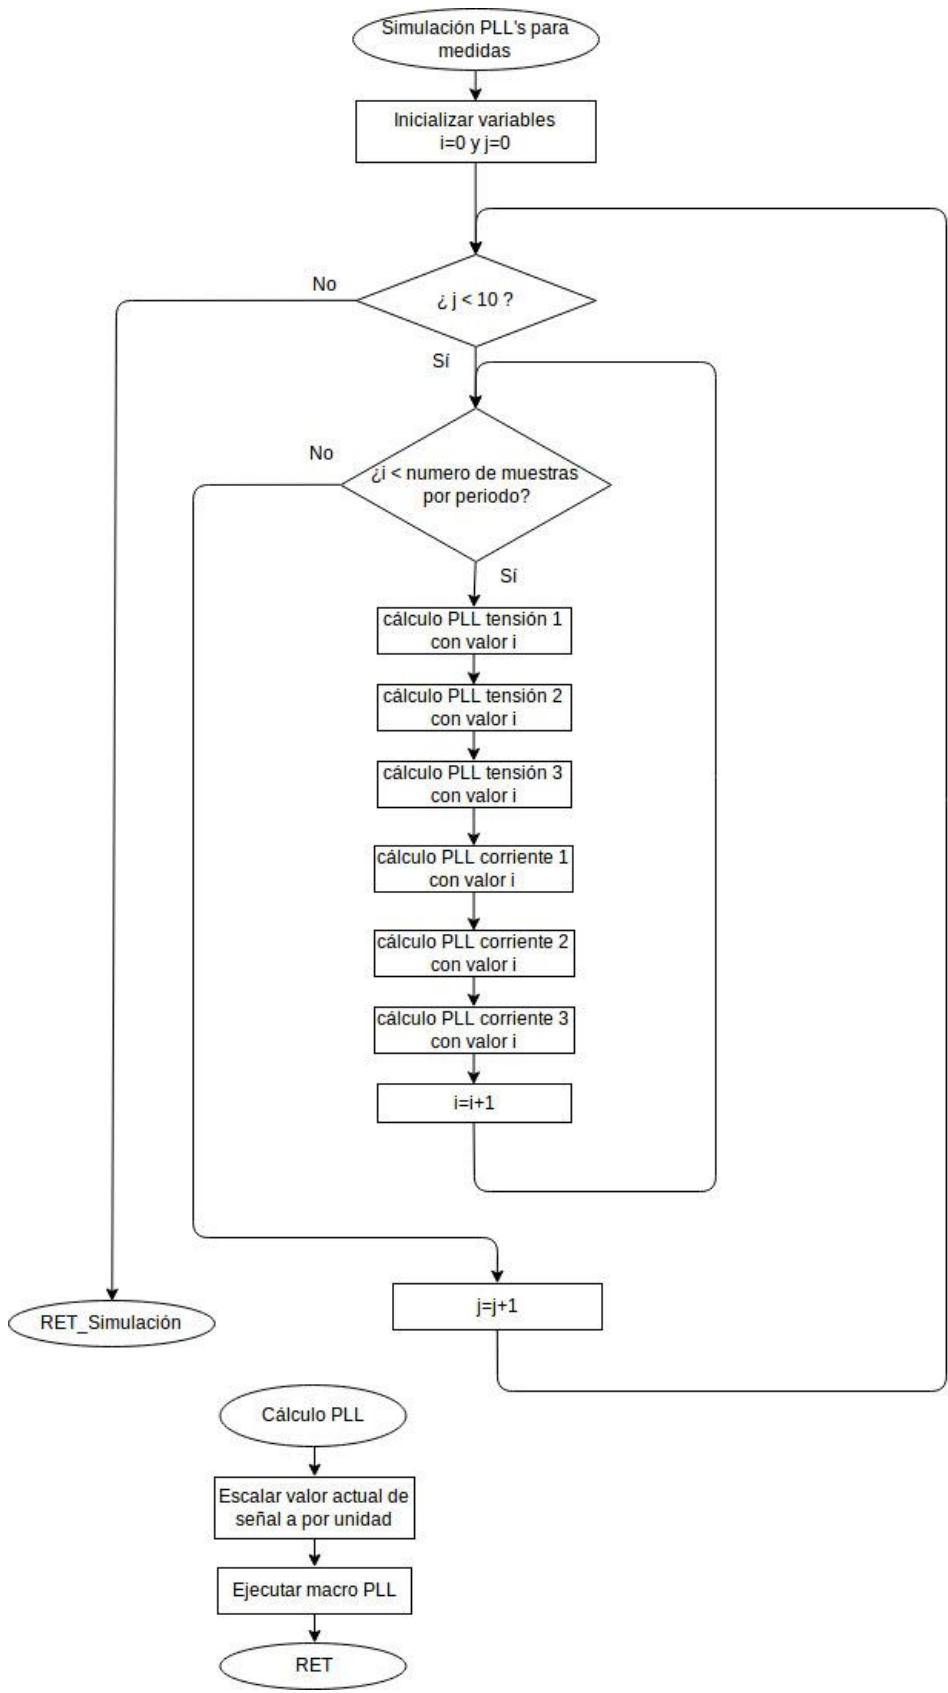 Simulación PLL's para
medidas
Inicializar variables
i=0 y j=0
No
¿ j < 10 ?
Sí
No
¿i < numero de muestras
por periodo?
Sí
cálculo PLL tensión 1
con valor i
cálculo PLL tensión 2
con valor i
cálculo PLL tensión 3
con valor i
cálculo PLL corriente 1
con valor i
cálculo PLL corriente 2
con valor i
cálculo PLL corriente 3
con valor i
i=i+1
j=j+1
RET_Simulación
Cálculo PLL
Escalar valor actual de
señal a por unidad
Ejecutar macro PLL
RET